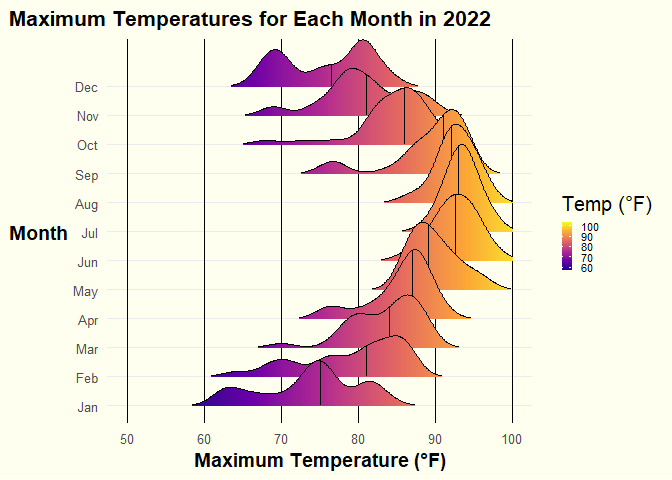 Maximum Temperatures for Each Month in 2022
Dec
Nov
Oct
Sep
Aug
Jul
Jun
May
Apr
Mar
Feb
Jan
Month
50 60 70 80 90 100
Maximum Temperature (°F)
Temp (°F)
100
90
80
70
60